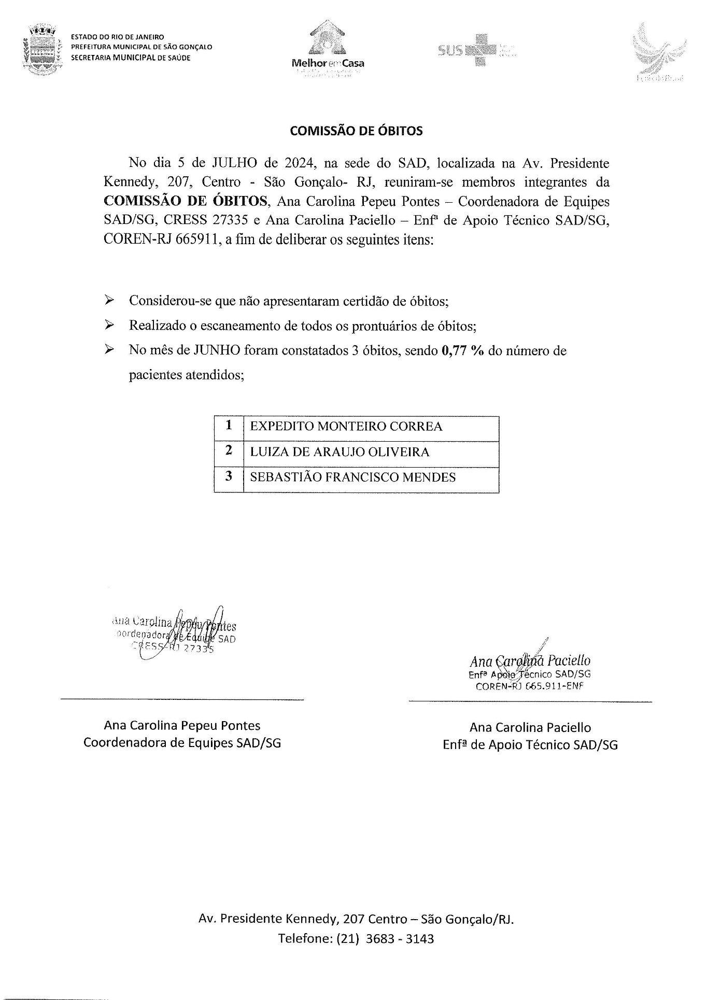 ESTADO DO RIO DE JANEIRO
PREFEITURA MUNICIPAL DE SÃO GONÇALO
SECRETARIA MUNICIPAL DE SAÚDE
Melhor em Casa
SUS
COMISSÃO DE ÓBITOS
No dia 5 de JULHO de 2024, na sede do SAD, localizada na Av. Presidente
Kennedy, 207, Centro - São Gonçalo- RJ, reuniram-se membros integrantes da
COMISSÃO DE ÓBITOS, Ana Carolina Pepeu Pontes – Coordenadora de Equipes
SAD/SG, CRESS 27335 e Ana Carolina Paciello – Enfª de Apoio Técnico SAD/SG,
COREN-RJ 665911, a fim de deliberar os seguintes itens:
➢ Considerou-se que não apresentaram certidão de óbitos;
➢ Realizado o escaneamento de todos os prontuários de óbitos;
➢ No mês de JUNHO foram constatados 3 óbitos, sendo 0,77 % do número de
pacientes atendidos;
1 EXPEDITO MONTEIRO CORREA
2 LUIZA DE ARAUJO OLIVEIRA
3 SEBASTIÃO FRANCISCO MENDES
Ana Carolina Pepeu Pontes
Coordenadora de Equipe SAD
CRESS-RJ 27335
Ana Carolina Paciello
Enfª Apoio Técnico SAD/SG
COREN-RJ 665.911-ENF
Ana Carolina Pepeu Pontes
Coordenadora de Equipes SAD/SG
Ana Carolina Paciello
Enfª de Apoio Técnico SAD/SG
Av. Presidente Kennedy, 207 Centro – São Gonçalo/RJ.
Telefone: (21) 3683 - 3143